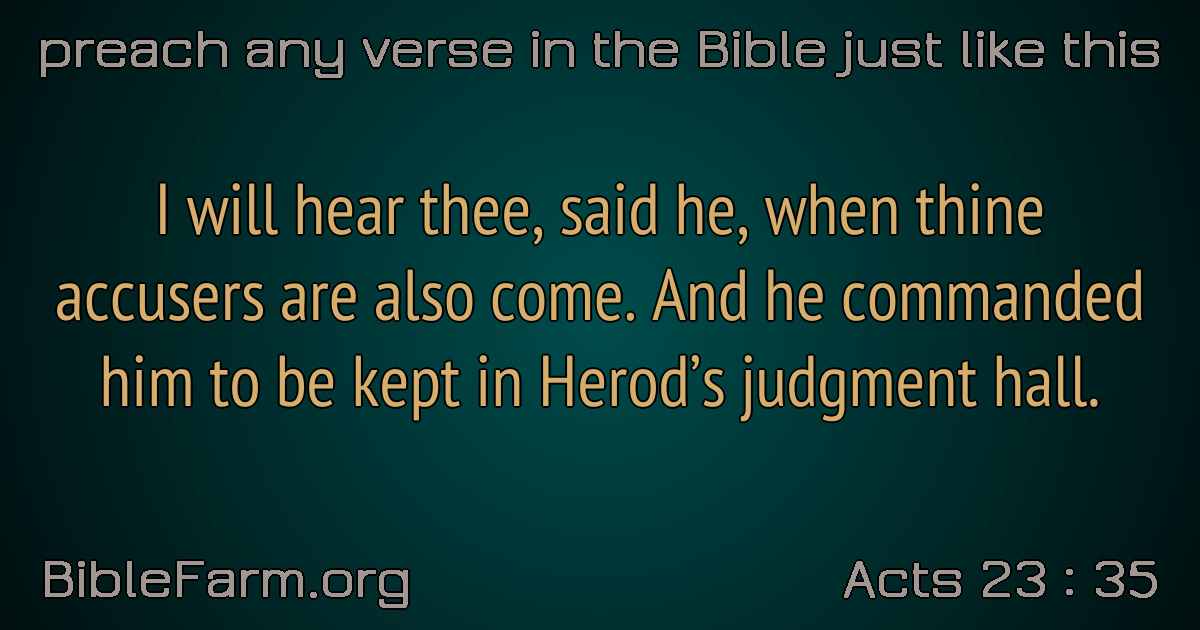 preach any verse in the Bible just like this
I will hear thee, said he, when thine
accusers are also come. And he commanded
him to be kept in Herod’s judgment hall.
BibleFarm.org
Acts 23 : 35